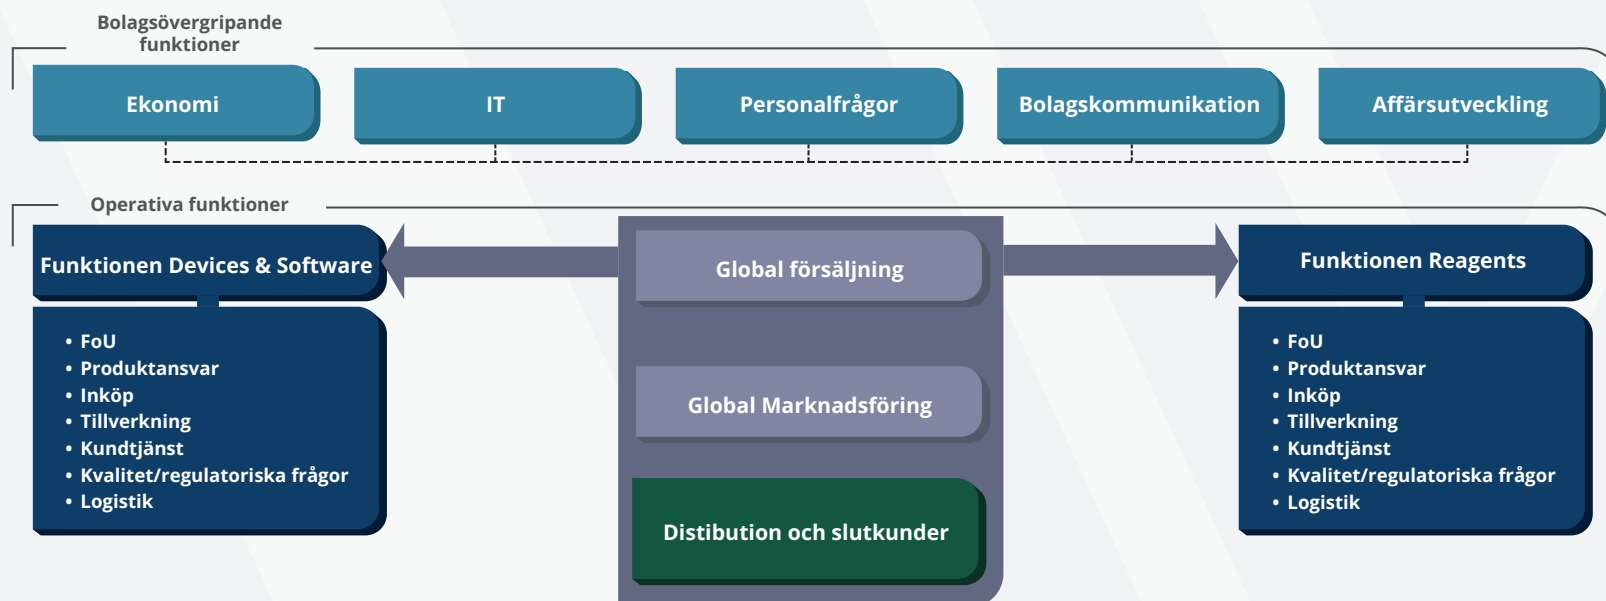 Bolagsövergripande
funktioner
Ekonomi
IT
Personalfrågor
Bolagskommunikation
Affärsutveckling
Operativa funktioner
Funktionen Devices & Software
• FoU
• Produktansvar
• Inköp
• Tillverkning
• Kundtjänst
• Kvalitet/regulatoriska frågor
• Logistik
Global försäljning
Global Marknadsföring
Distibution och slutkunder
Funktionen Reagents
• FoU
• Produktansvar
• Inköp
• Tillverkning
• Kundtjänst
• Kvalitet/regulatoriska frågor
• Logistik